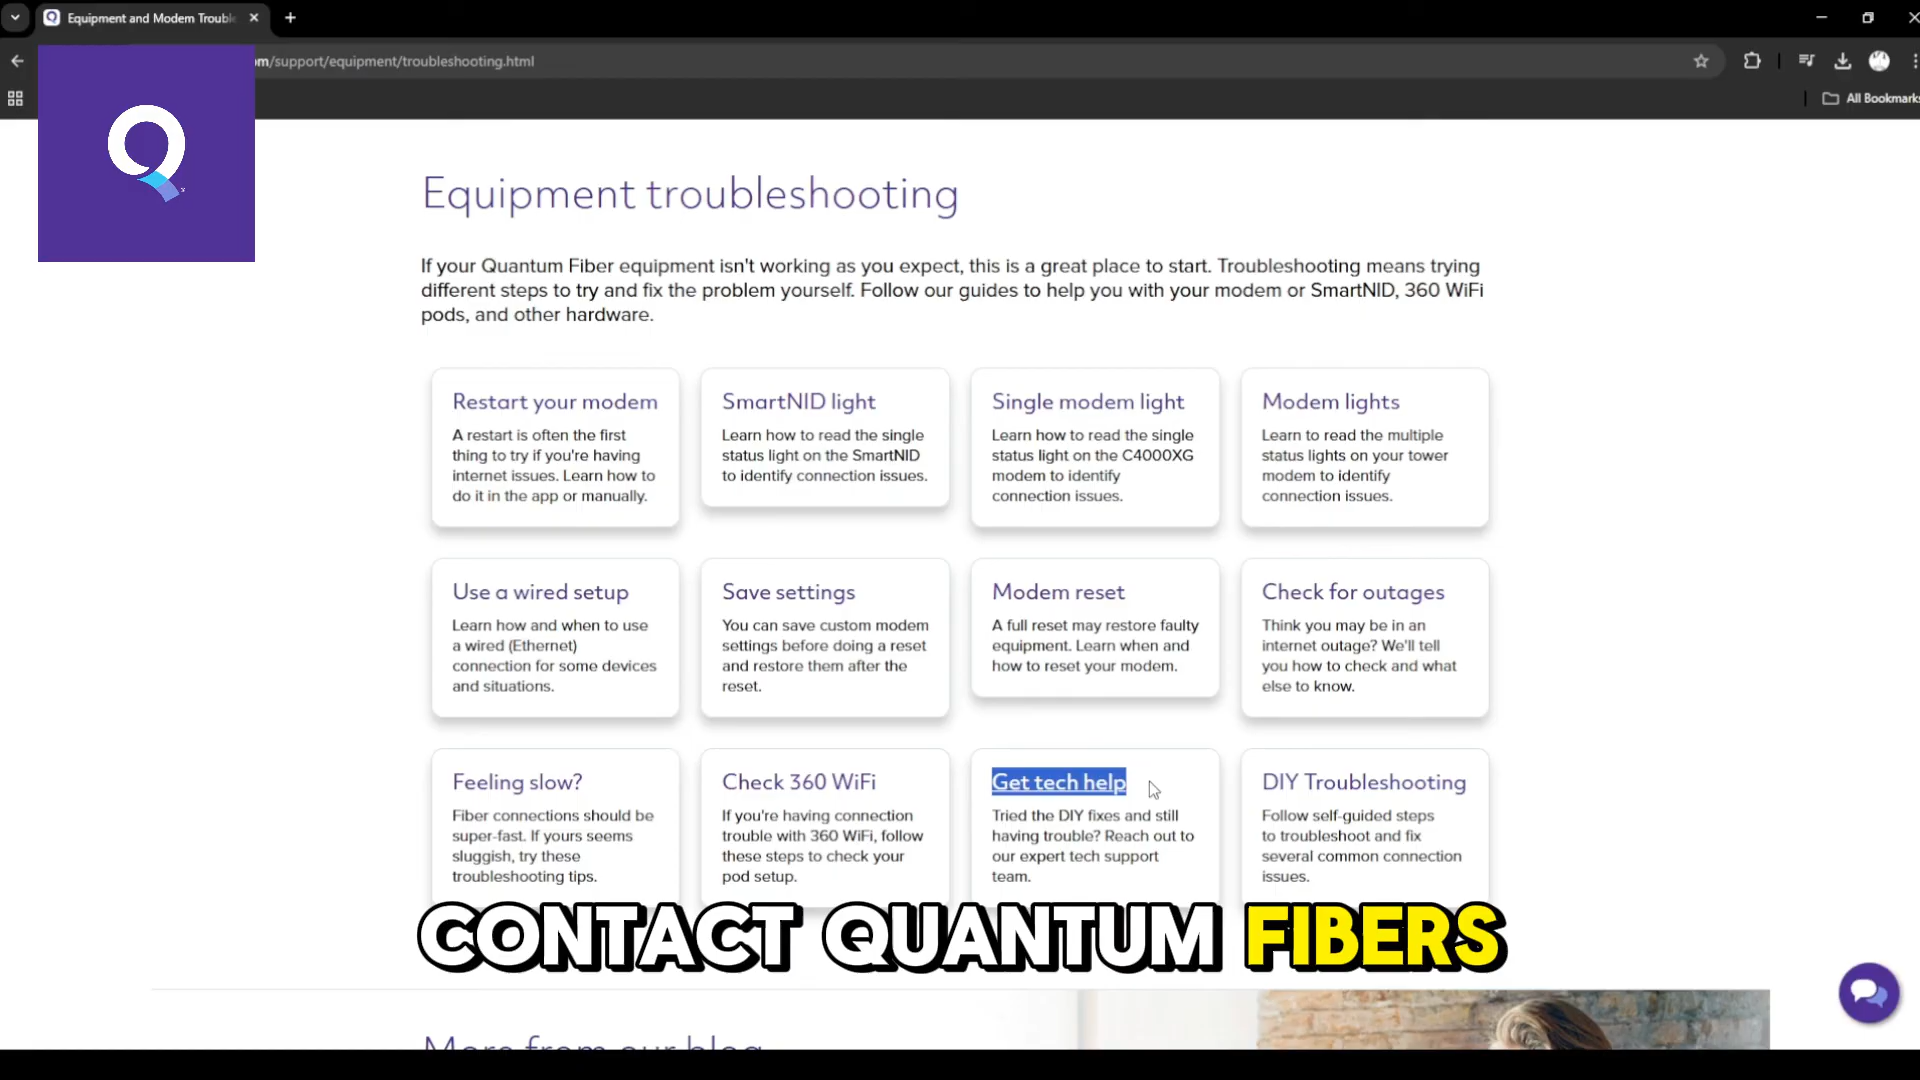 Equipment and Modem Troubl
om/support/equipment/troubleshooting.html
All Bookmarks
Equipment troubleshooting
If your Quantum Fiber equipment isn't working as you expect, this is a great place to start. Troubleshooting means trying
different steps to try and fix the problem yourself. Follow our guides to help you with your modem or SmartNID, 360 WiFi
pods, and other hardware.
Restart your modem
A restart is often the first
thing to try if you're having
internet issues. Learn how to
do it in the app or manually.
SmartNID light
Learn how to read the single
status light on the SmartNID
to identify connection issues.
Single modem light
Learn how to read the single
status light on the C4000XG
modem to identify
connection issues.
Modem lights
Learn to read the multiple
status lights on your tower
modem to identify
connection issues.
Use a wired setup
Learn how and when to use
a wired (Ethernet)
connection for some devices
and situations.
Save settings
You can save custom modem
settings before doing a reset
and restore them after the
reset.
Modem reset
A full reset may restore faulty
equipment. Learn when and
how to reset your modem.
Check for outages
Think you may be in an
internet outage? We'll tell
you how to check and what
else to know.
Feeling slow?
Fiber connections should be
super-fast. If yours seems
sluggish, try these
troubleshooting tips.
Check 360 WiFi
If you're having connection
trouble with 360 WiFi, follow
these steps to check your
pod setup.
Get tech help
Tried the DIY fixes and still
having trouble? Reach out to
our expert tech support
team.
DIY Troubleshooting
Follow self-guided steps
to troubleshoot and fix
several common connection
issues.
CONTACT QUANTUM FIBERS
More from our blog